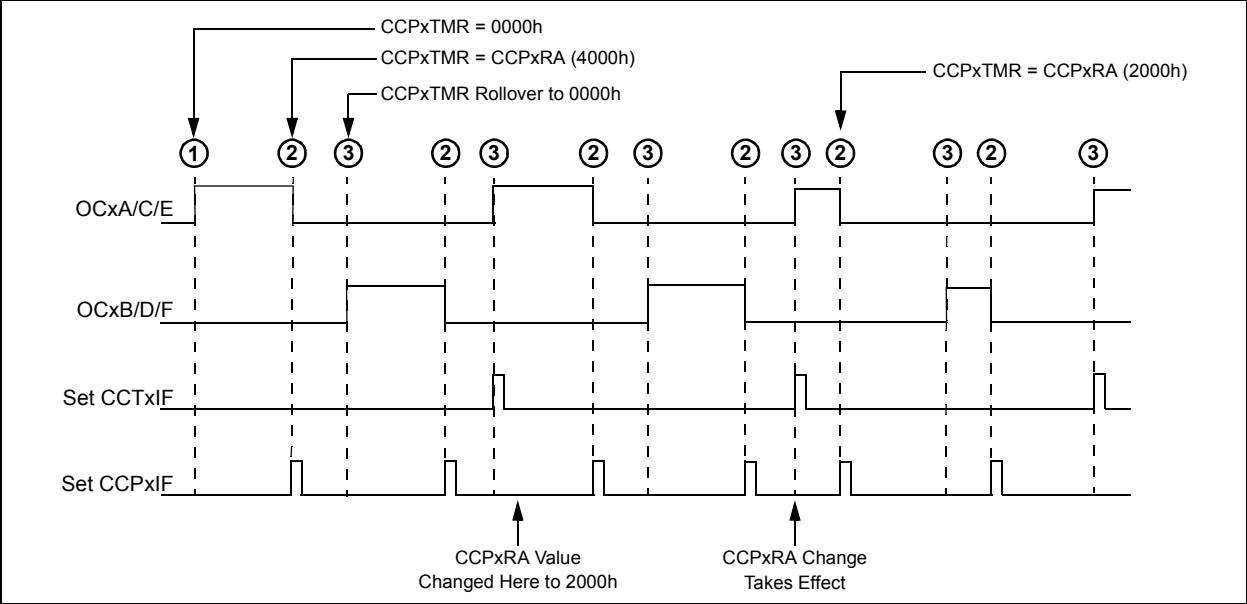 CCPxTMR = 0000h
CCPxTMR = CCPxRA (4000h)
CCPxTMR = CCPxRA (2000h)
CCPxTMR Rollover to 0000h
1 2 3 2 3 2 3 2 3 2 3 2 3
OCxA/C/E
OCxB/D/F
Set CCTxIF
Set CCPxIF
CCPxRA Value
Changed Here to 2000h
CCPxRA Change
Takes Effect